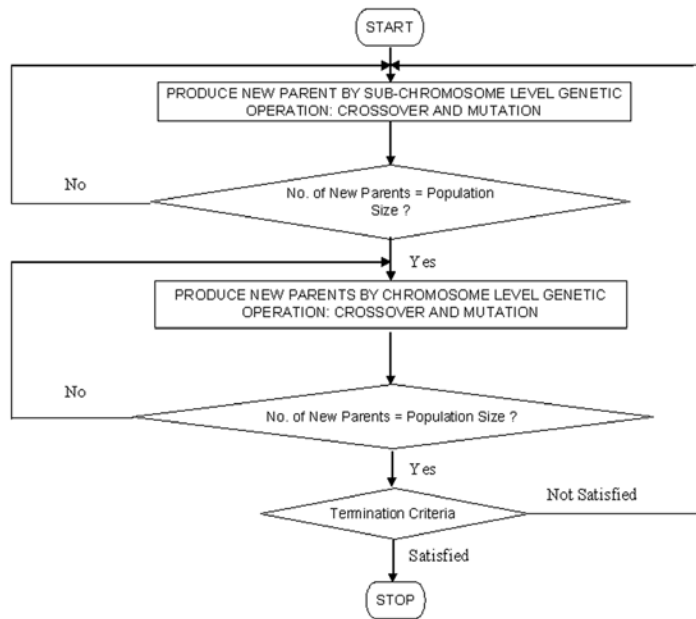 START
PRODUCE NEW PARENT BY SUB-CHROMOSOME LEVEL GENETIC
OPERATION: CROSSOVER AND MUTATION
No
No. of New Parents = Population
Size ?
Yes
PRODUCE NEW PARENTS BY CHROMOSOME LEVEL GENETIC
OPERATION: CROSSOVER AND MUTATION
No
No. of New Parents = Population Size ?
Yes
Not Satisfied
Termination Criteria
Satisfied
STOP